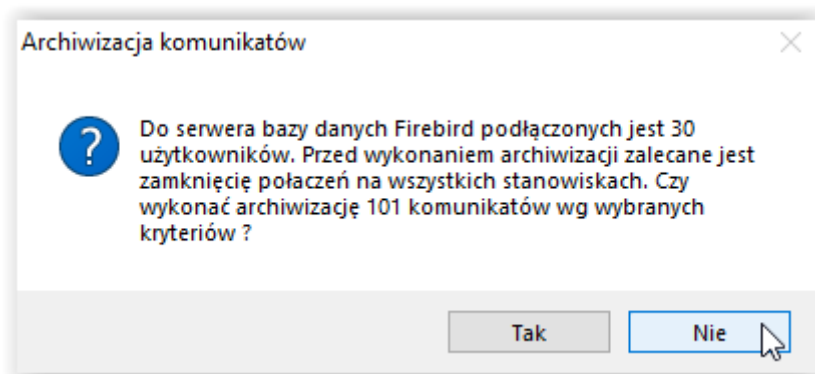 Archiwizacja komunikatów
Do serwera bazy danych Firebird podłączonych jest 30
użytkowników. Przed wykonaniem archiwizacji zalecane jest
zamknięcie połaczeń na wszystkich stanowiskach. Czy
wykonać archiwizację 101 komunikatów wg wybranych
kryteriów ?
Tak
Nie